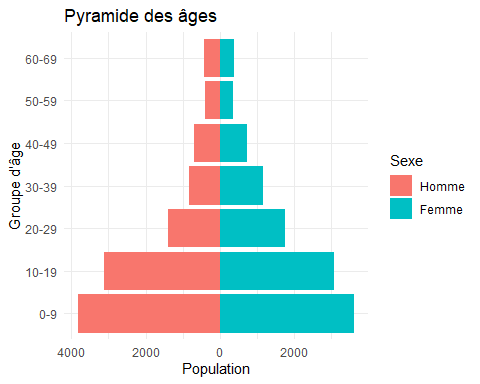 Pyramide des âges
Groupe d'âge
60-69
50-59
40-49
30-39
20-29
10-19
0-9
4000 2000 0 2000
Population
Sexe
Homme
Femme